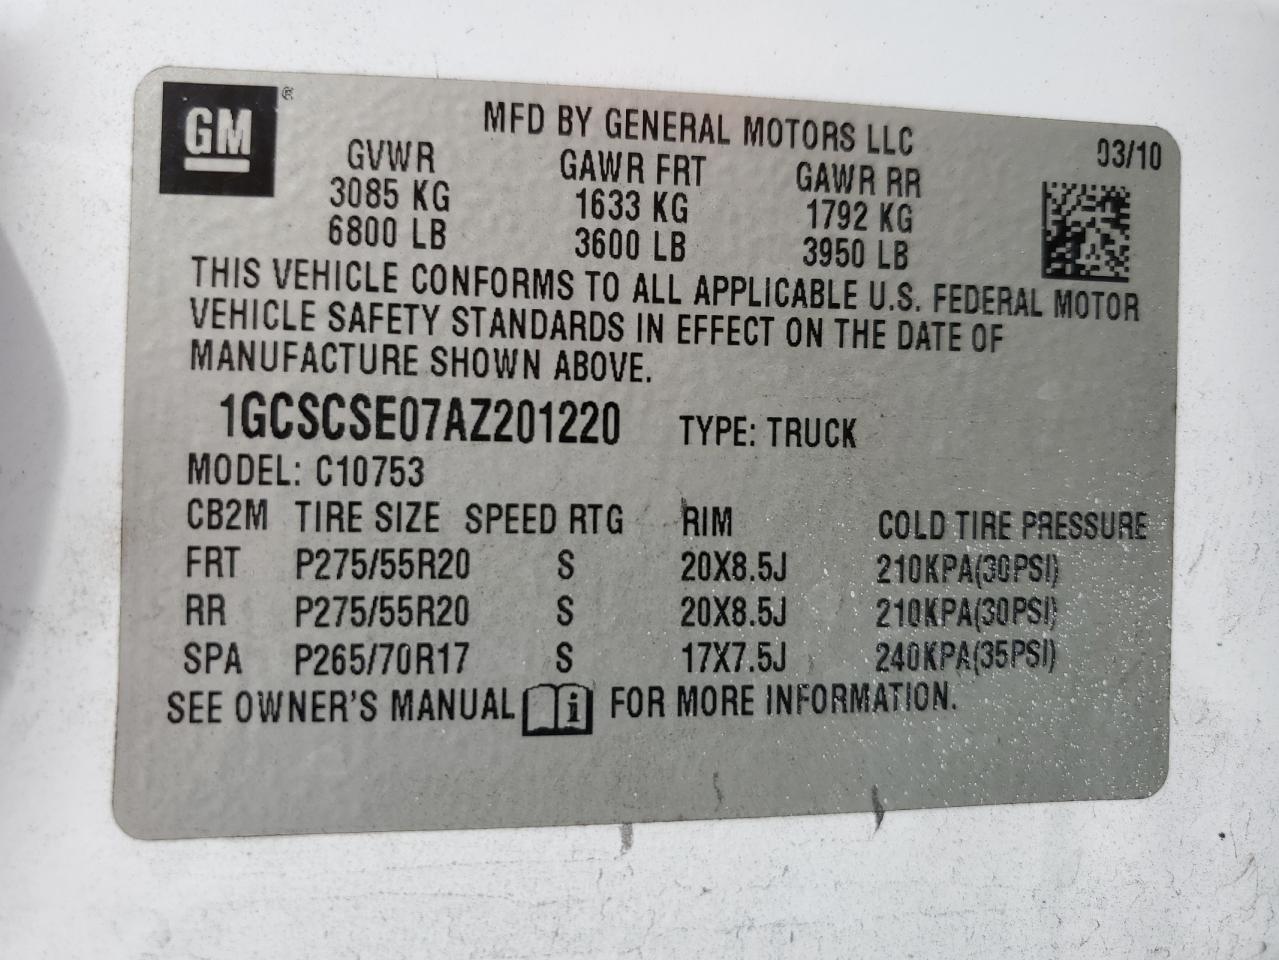 GM ®
MFD BY GENERAL MOTORS LLC
03/10
GVWR GAWR FRT GAWR RR
3085 KG 1633 KG 1792 KG
6800 LB 3600 LB 3950 LB
THIS VEHICLE CONFORMS TO ALL APPLICABLE U.S. FEDERAL MOTOR
VEHICLE SAFETY STANDARDS IN EFFECT ON THE DATE OF
MANUFACTURE SHOWN ABOVE.
1GCSCSE07AZ201220 TYPE: TRUCK
MODEL: C10753
CB2M TIRE SIZE SPEED RTG RIM COLD TIRE PRESSURE
FRT P275/55R20 S 20X8.5J 210KPA(30PSI)
RR P275/55R20 S 20X8.5J 210KPA(30PSI)
SPA P265/70R17 S 17X7.5J 240KPA(35PSI)
SEE OWNER'S MANUAL i FOR MORE INFORMATION.